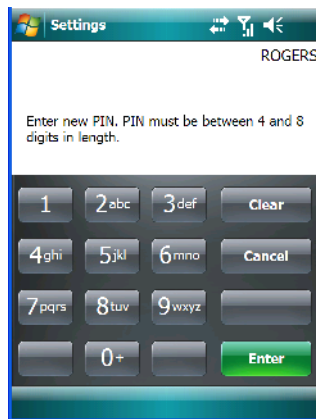 Settings
ROGERS
Enter new PIN. PIN must be between 4 and 8
digits in length.
1 2abc 3def Clear
4ghi 5jkl 6mno Cancel
7pqrs 8tuv 9wxyz
0+ Enter